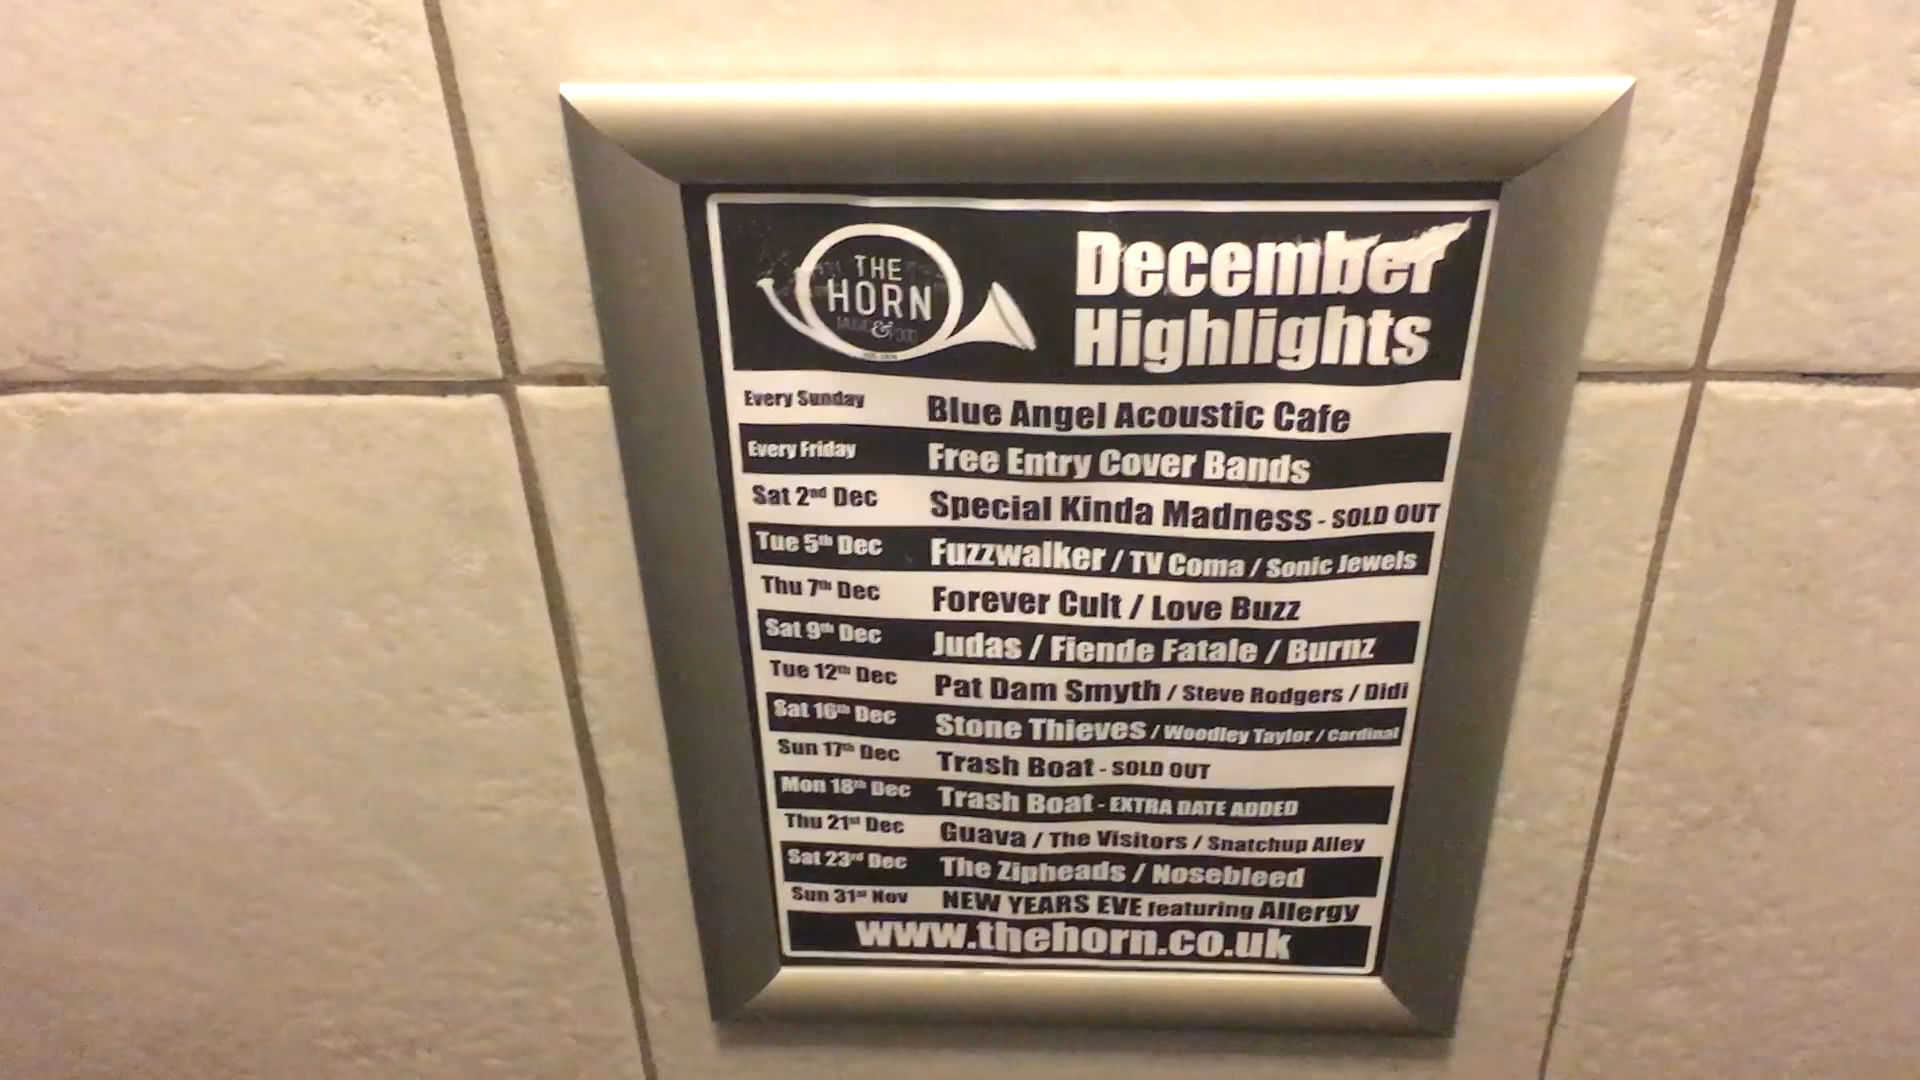 THE
HORN
MUSIC & FOOD
December
Highlights
Every Sunday Blue Angel Acoustic Cafe
Every Friday Free Entry Cover Bands
Sat 2nd Dec Special Kinda Madness - SOLD OUT
Tue 5th Dec Fuzzwalker / TV Coma / Sonic Jewels
Thu 7th Dec Forever Cult / Love Buzz
Sat 9th Dec Judas / Fiende Fatale / Burnz
Tue 12th Dec Pat Dam Smyth / Steve Rodgers / Didi
Sat 16th Dec Stone Thieves / Woodley Taylor / Cardinal
Sun 17th Dec Trash Boat - SOLD OUT
Mon 18th Dec Trash Boat - EXTRA DATE ADDED
Thu 21st Dec Guava / The Visitors / Snatchup Alley
Sat 23rd Dec The Zipheads / Nosebleed
Sun 31st Nov NEW YEARS EVE featuring Allergy
www.thehorn.co.uk